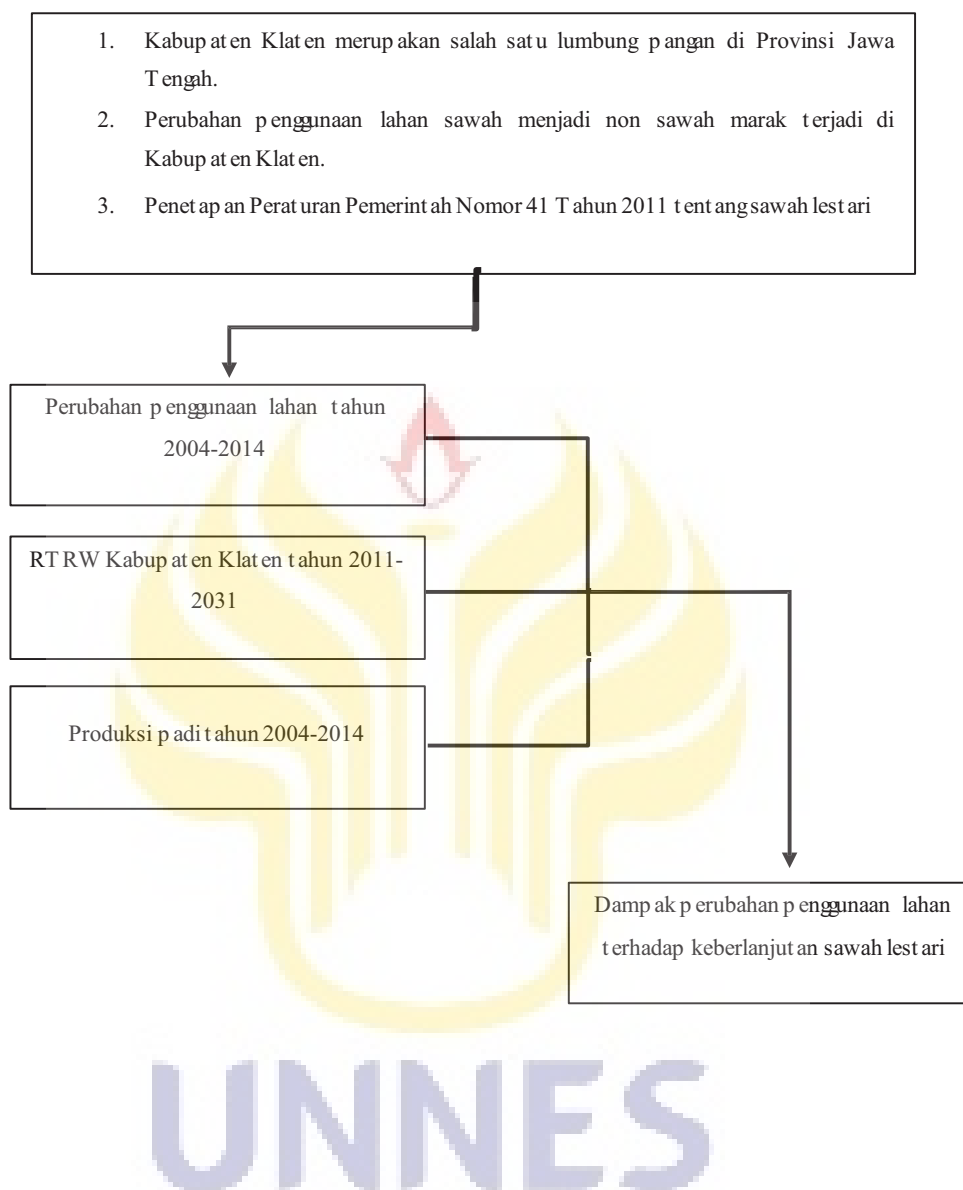 1. Kabupaten Klaten merupakan salah satu lumbung pangan di Provinsi Jawa
Tengah.
2. Perubahan penggunaan lahan sawah menjadi non sawah marak terjadi di
Kabupaten Klaten.
3. Penetapan Peraturan Pemerintah Nomor 41 Tahun 2011 tentang sawah lestari
Perubahan penggunaan lahan tahun
2004-2014
RTRW Kabupaten Klaten tahun 2011-
2031
Produksi padi tahun 2004-2014
Dampak perubahan penggunaan lahan
terhadap keberlanjutan sawah lestari
UNNES